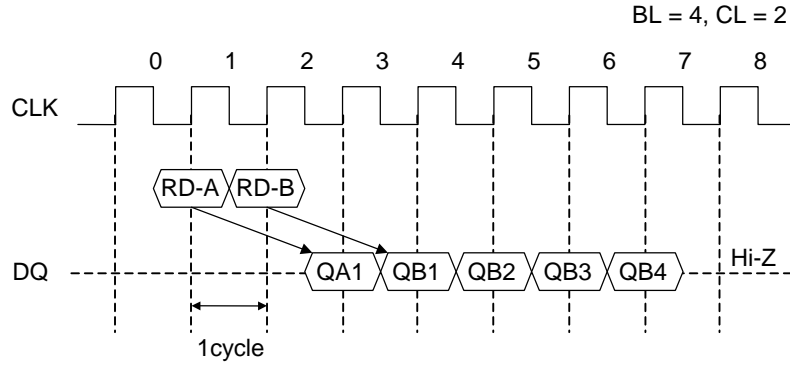 BL = 4, CL = 2
0 1 2 3 4 5 6 7 8
CLK
RD-A RD-B
DQ QA1 QB1 QB2 QB3 QB4 Hi-Z
1cycle